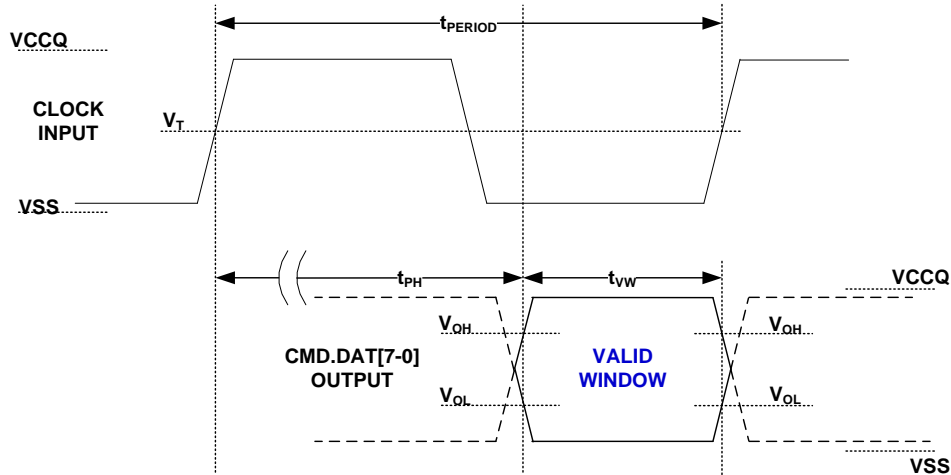 tPERIOD
VCCQ
CLOCK
INPUT
VT
VSS
tPH
tVW
VCCQ
VOH
VOH
CMD.DAT[7-0]
OUTPUT
VALID
WINDOW
VOL
VOL
VSS